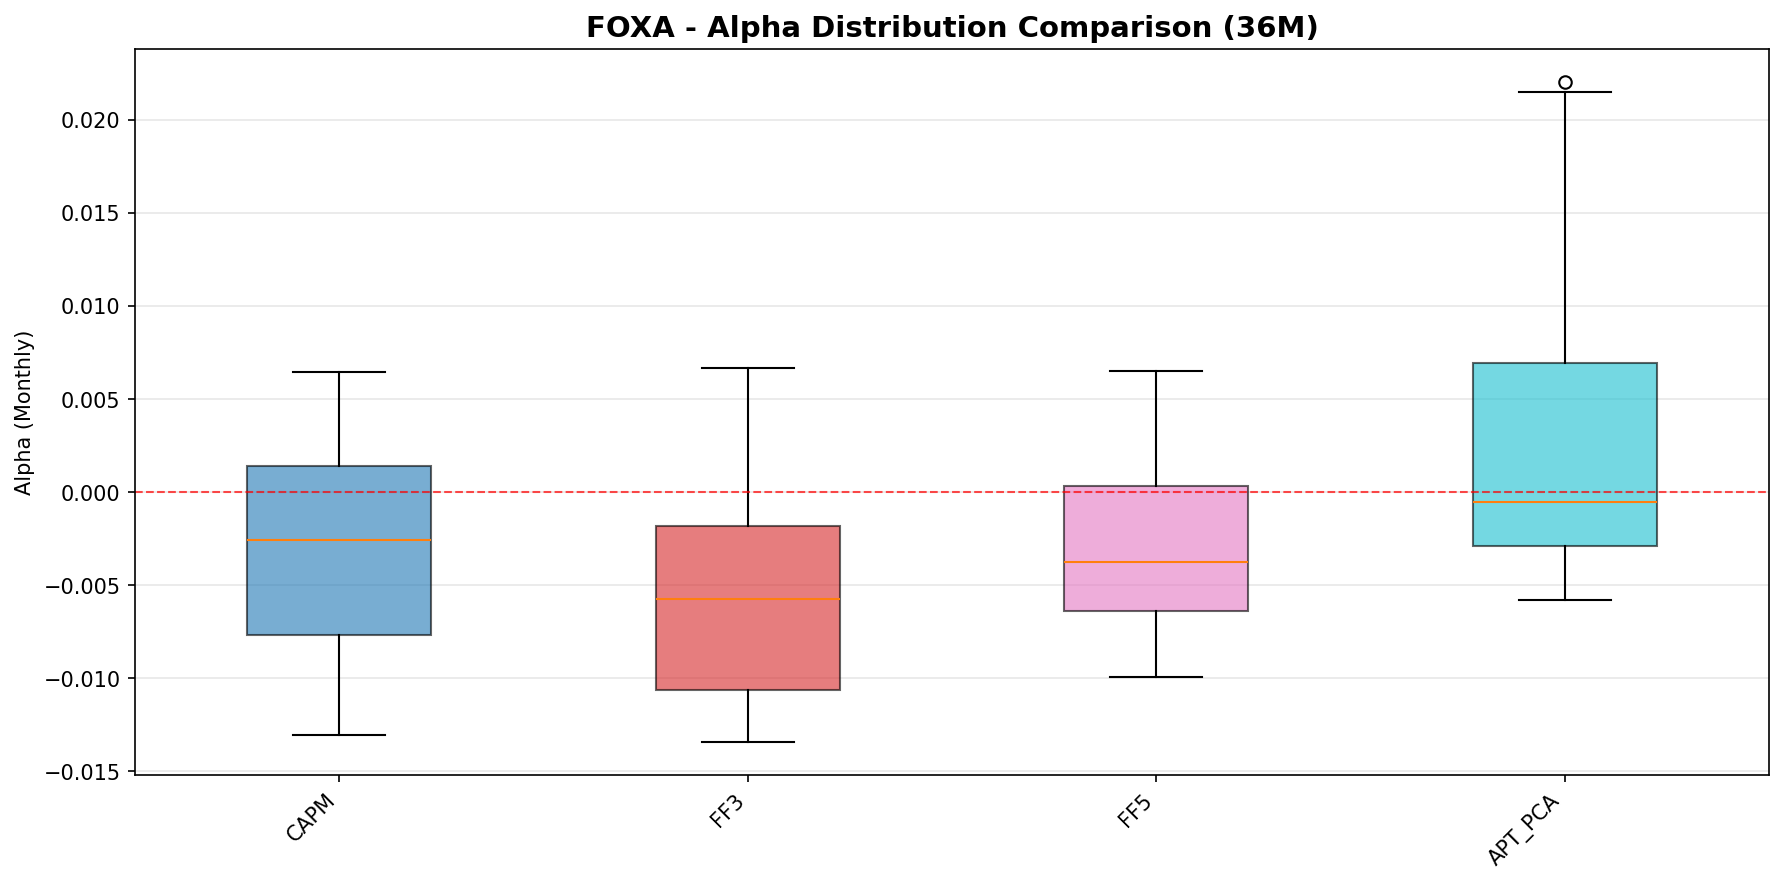 FOXA - Alpha Distribution Comparison (36M)
Alpha (Monthly)
0.020
0.015
0.010
0.005
0.000
−0.005
−0.010
−0.015
CAPM
FF3
FF5
APT_PCA